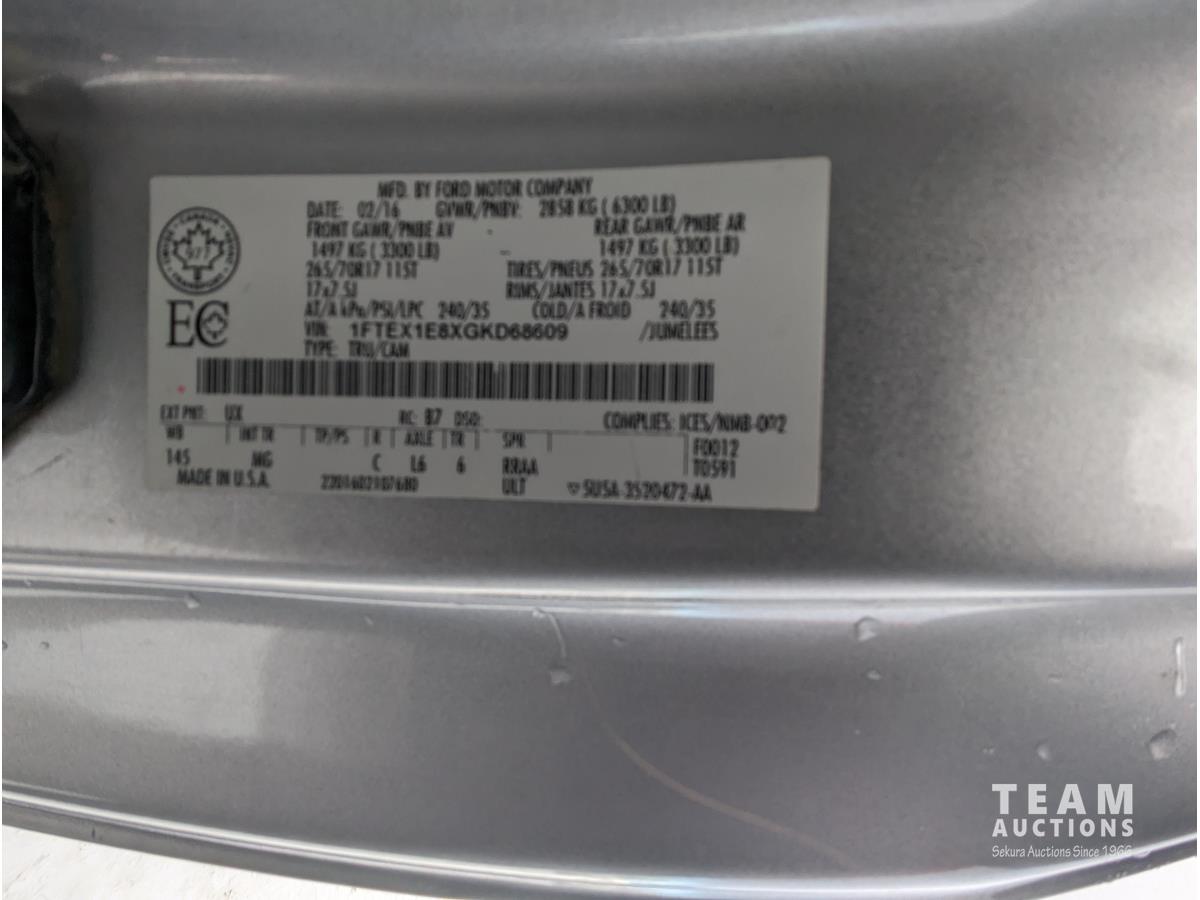 MFD. BY FORD MOTOR COMPANY
DATE: 02/16 GVWR/PNBV: 2858 KG ( 6300 LB)
FRONT GAWR/PNBE AV REAR GAWR/PNBE AR
1497 KG ( 3300 LB) 1497 KG ( 3300 LB)
265/70R17 115T TIRES/PNEUS 265/70R17 115T
17x7.5J RIMS/JANTES 17x7.5J
AT/A kPa/PSI/LPC 240/35 COLD/A FROID 240/35
VIN: 1FTEX1E8XGKD68609 /JUMELEES
TYPE: TRU/CAM
CANADA
TRANSPORT
977
EC
EXT PNT: UX RC: B7 DSO: COMPLIES: ICES/NMB-002
WB INT TR TP/PS R AXLE TR SPR F0012
145 MG C L6 6 RRAA T0591
MADE IN U.S.A. ULT 5U5A-3520472-AA
TEAM
AUCTIONS
Sekura Auctions Since 1966